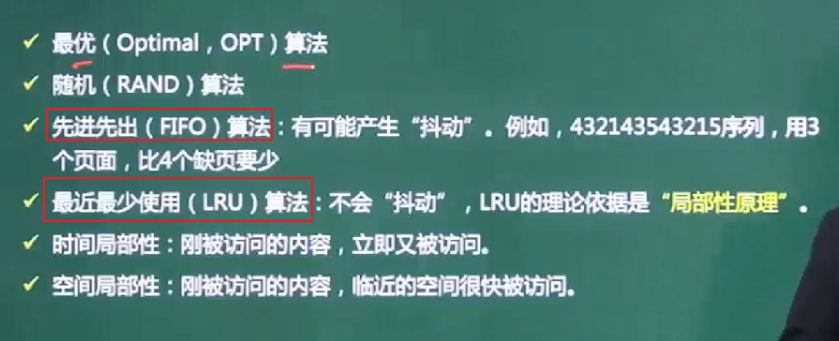 最优（Optimal，OPT）算法
随机（RAND）算法
先进先出（FIFO）算法：有可能产生“抖动”。例如，432143543215序列，用3
个页面，比4个缺页要少
最近最少使用（LRU）算法：不会“抖动”，LRU的理论依据是“局部性原理”。
时间局部性：刚被访问的内容，立即又被访问。
空间局部性：刚被访问的内容，临近的空间很快被访问。